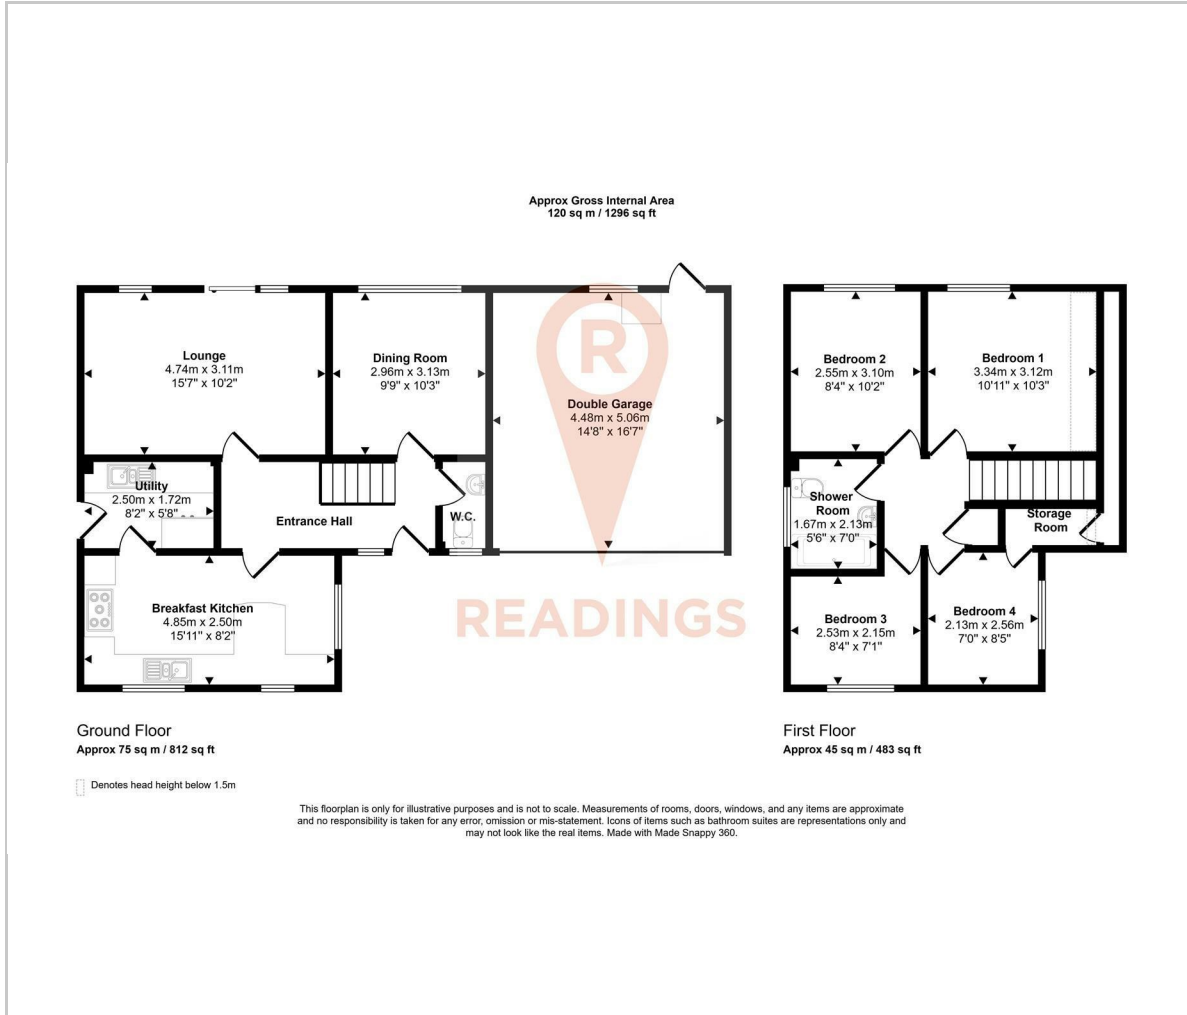 Approx Gross Internal Area
120 sq m / 1296 sq ft
Lounge
4.74m x 3.11m
15'7" x 10'2"
Dining Room
2.96m x 3.13m
9'9" x 10'3"
Double Garage
4.48m x 5.06m
14'8" x 16'7"
R
READINGS
Utility
2.50m x 1.72m
8'2" x 5'8"
Entrance Hall
W.C.
Breakfast Kitchen
4.85m x 2.50m
15'11" x 8'2"
Bedroom 2
2.55m x 3.10m
8'4" x 10'2"
Bedroom 1
3.34m x 3.12m
10'11" x 10'3"
Shower
Room
1.67m x 2.13m
5'6" x 7'0"
Storage
Room
Bedroom 3
2.53m x 2.15m
8'4" x 7'1"
Bedroom 4
2.13m x 2.56m
7'0" x 8'5"
Ground Floor
Approx 75 sq m / 812 sq ft
First Floor
Approx 45 sq m / 483 sq ft
Denotes head height below 1.5m
This floorplan is only for illustrative purposes and is not to scale. Measurements of rooms, doors, windows, and any items are approximate
and no responsibility is taken for any error, omission or mis-statement. Icons of items such as bathroom suites are representations only and
may not look like the real items. Made with Made Snappy 360.